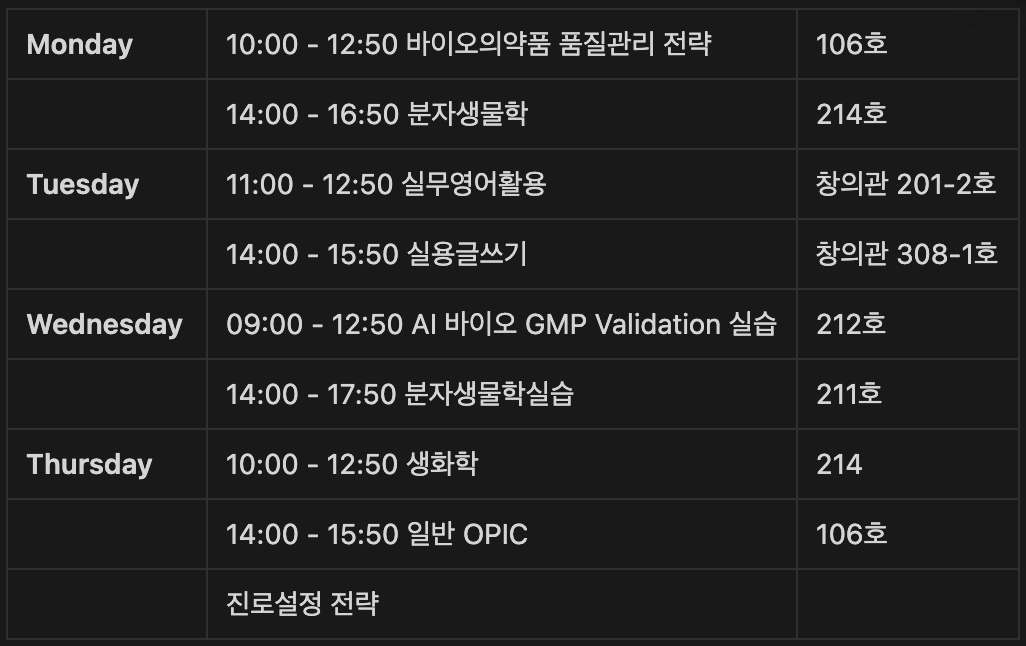 Monday 10:00 - 12:50 바이오의약품 품질관리 전략 106호
14:00 - 16:50 분자생물학 214호
Tuesday 11:00 - 12:50 실무영어활용 창의관 201-2호
14:00 - 15:50 실용글쓰기 창의관 308-1호
Wednesday 09:00 - 12:50 AI 바이오 GMP Validation 실습 212호
14:00 - 17:50 분자생물학실습 211호
Thursday 10:00 - 12:50 생화학 214
14:00 - 15:50 일반 OPIC 106호
진로설정 전략